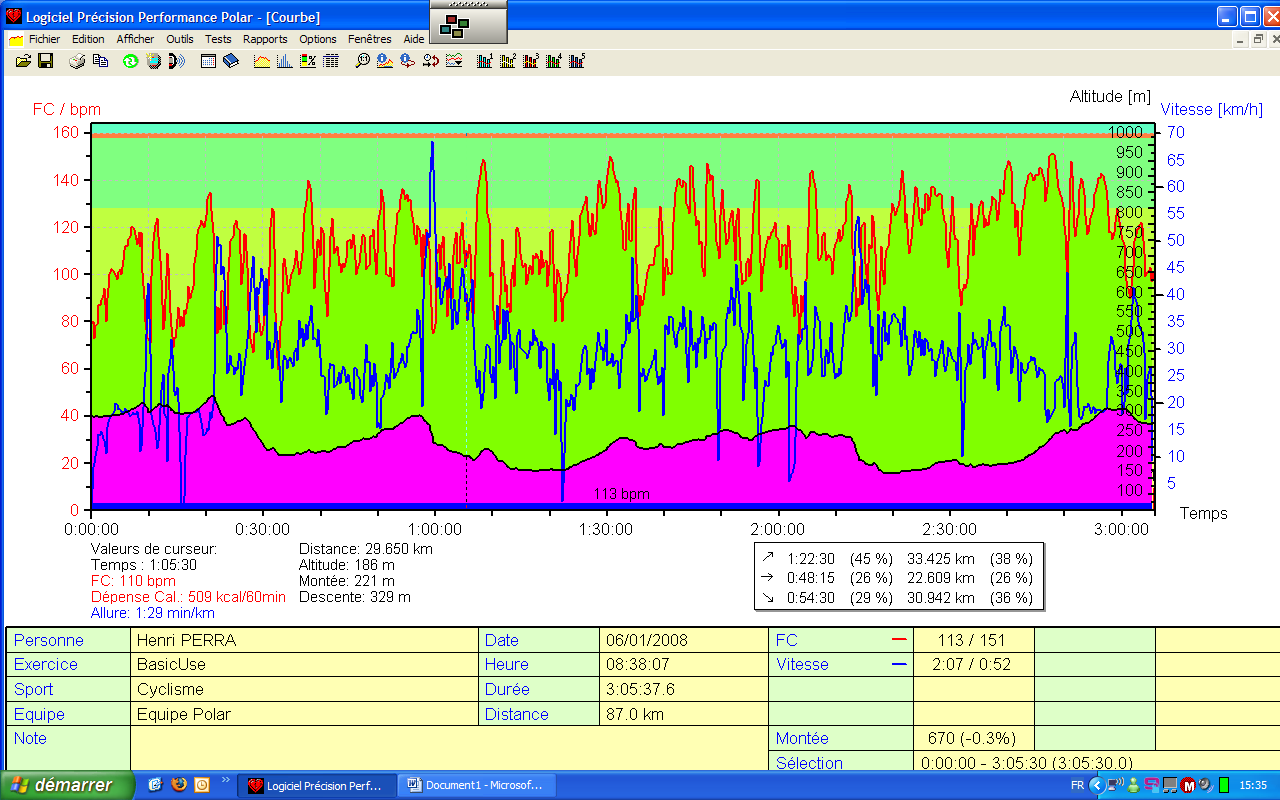 Logiciel Précision Performance Polar - [Courbe]
Fichier Edition Afficher Outils Tests Rapports Options Fenêtres Aide
FC / bpm
Altitude [m]
Vitesse [km/h]
160
140
120
100
80
60
40
20
0
1000
950
900
850
800
750
700
650
600
550
500
450
400
350
300
250
200
150
100
70
65
60
55
50
45
40
35
30
25
20
15
10
5
113 bpm
0:00:00 0:30:00 1:00:00 1:30:00 2:00:00 2:30:00 3:00:00
Temps
Valeurs de curseur:
Temps : 1:05:30
FC: 110 bpm
Dépense Cal.: 509 kcal/60min
Allure: 1:29 min/km
Distance: 29.650 km
Altitude: 186 m
Montée: 221 m
Descente: 329 m
1:22:30 (45 %) 33.425 km (38 %)
0:48:15 (26 %) 22.609 km (26 %)
0:54:30 (29 %) 30.942 km (36 %)
Personne Henri PERRA Date 06/01/2008 FC 113 / 151
Exercice BasicUse Heure 08:38:07 Vitesse 2:07 / 0:52
Sport Cyclisme Durée 3:05:37.6
Equipe Equipe Polar Distance 87.0 km
Note Montée 670 (-0.3%)
Sélection 0:00:00 - 3:05:30 (3:05:30.0)
démarrer Logiciel Précision Perf... Document1 - Microsof... FR 15:35